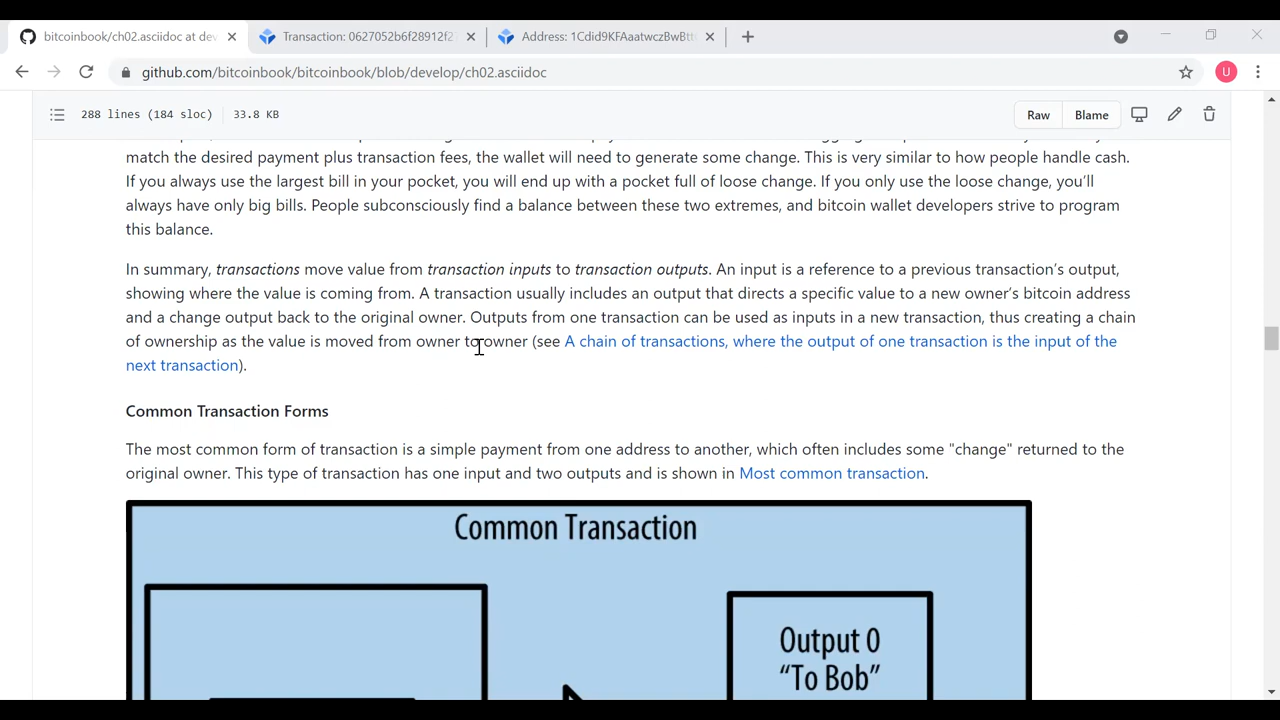 bitcoinbook/ch02.asciidoc at dev
Transaction: 0627052b6f28912f2
Address: 1Cdid9KFAaatwczBwBtt
github.com/bitcoinbook/bitcoinbook/blob/develop/ch02.asciidoc
U
288 lines (184 sloc) 33.8 KB
Raw
Blame
match the desired payment plus transaction fees, the wallet will need to generate some change. This is very similar to how people handle cash.
If you always use the largest bill in your pocket, you will end up with a pocket full of loose change. If you only use the loose change, you'll
always have only big bills. People subconsciously find a balance between these two extremes, and bitcoin wallet developers strive to program
this balance.
In summary, transactions move value from transaction inputs to transaction outputs. An input is a reference to a previous transaction's output,
showing where the value is coming from. A transaction usually includes an output that directs a specific value to a new owner's bitcoin address
and a change output back to the original owner. Outputs from one transaction can be used as inputs in a new transaction, thus creating a chain
of ownership as the value is moved from owner to owner (see A chain of transactions, where the output of one transaction is the input of the
next transaction).
Common Transaction Forms
The most common form of transaction is a simple payment from one address to another, which often includes some "change" returned to the
original owner. This type of transaction has one input and two outputs and is shown in Most common transaction.
Common Transaction
Output 0
"To Bob"